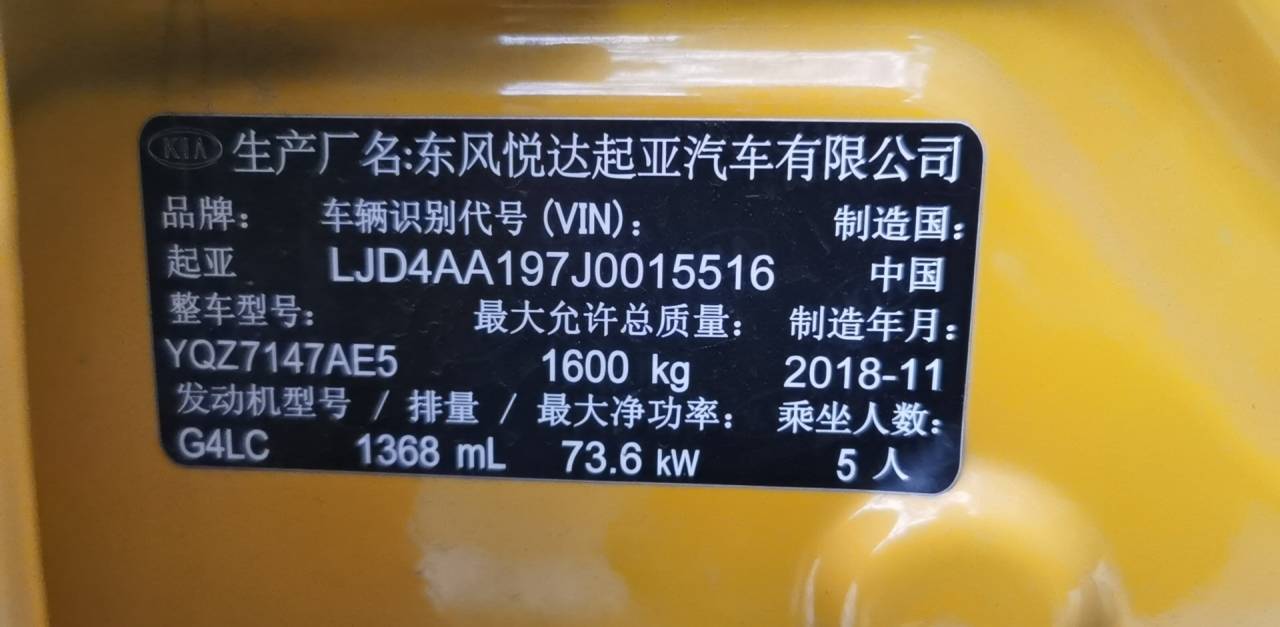 KIA 生产厂名:东风悦达起亚汽车有限公司
品牌: 车辆识别代号 (VIN): 制造国:
起亚 LJD4AA197J0015516 中国
整车型号: 最大允许总质量: 制造年月:
YQZ7147AE5 1600 kg 2018-11
发动机型号 / 排量 / 最大净功率: 乘坐人数:
G4LC 1368 mL 73.6 kW 5 人